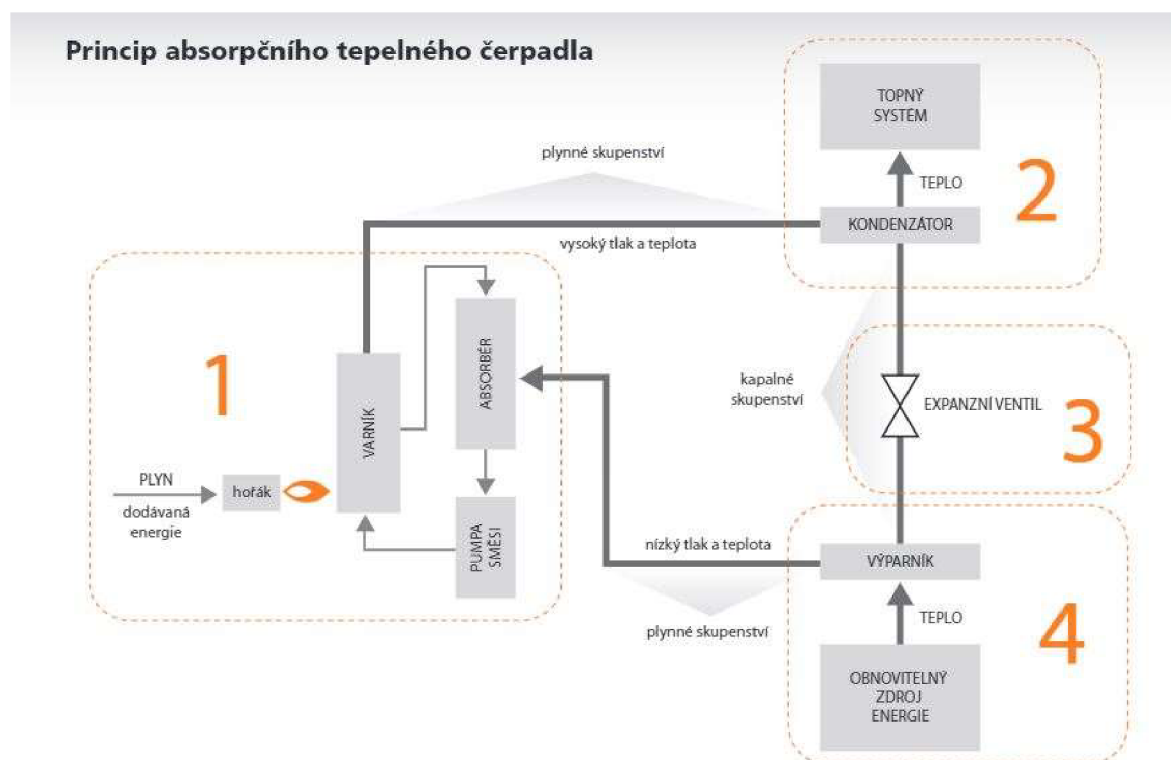 Princip absorpčního tepelného čerpadla
TOPNÝ
SYSTÉM
plynné skupenství
TEPLO
2
KONDENZÁTOR
vysoký tlak a teplota
1
ABSORBÉR
VARNÍK
kapalné
skupenství
EXPANZNÍ VENTIL
3
PLYN
hořák
dodávaná
energie
PUMPA
SMĚSI
nízký tlak a teplota
VÝPARNÍK
TEPLO
4
plynné skupenství
OBNOVITELNÝ
ZDROJ
ENERGIE